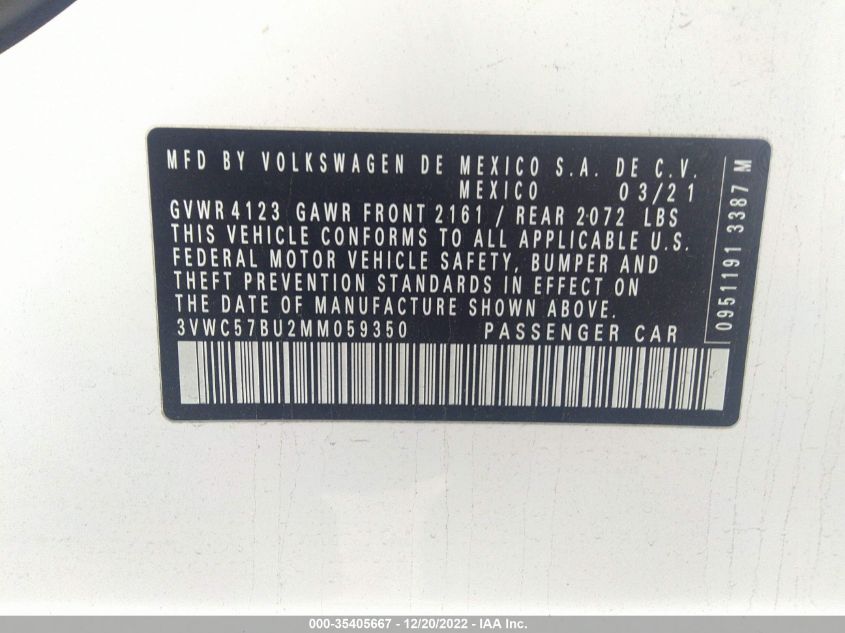 MFD BY VOLKSWAGEN DE MEXICO S.A. DE C.V.
MEXICO 03/21
GVWR 4123 GAWR FRONT 2161 / REAR 2072 LBS
THIS VEHICLE CONFORMS TO ALL APPLICABLE U.S.
FEDERAL MOTOR VEHICLE SAFETY, BUMPER AND
THEFT PREVENTION STANDARDS IN EFFECT ON
THE DATE OF MANUFACTURE SHOWN ABOVE.
3VWC57BU2MM059350 PASSENGER CAR
0951191 3387 M
000-35405667 - 12/20/2022 - IAA Inc.